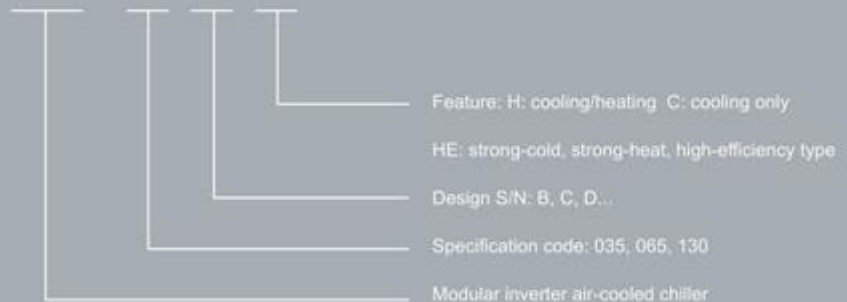 Feature: H: cooling/heating C: cooling only
HE: strong-cold, strong-heat, high-efficiency type
Design S/N: B, C, D...
Specification code: 035, 065, 130
Modular inverter air-cooled chiller